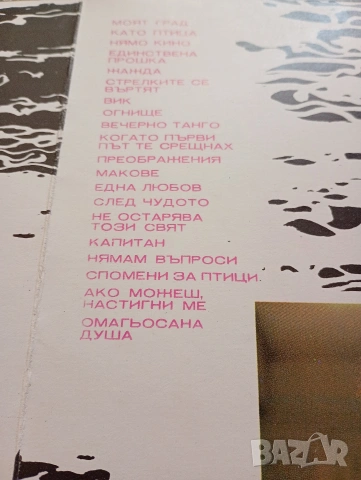 МОЯТ ГРАД
КАТО ПТИЦА
НЯМО КИНО
ЕДИНСТВЕНА
ПРОШКА
ЖАЖДА
СТРЕЛКИТЕ СЕ
ВЪРТЯТ
ВИК
ОГНИЩЕ
ВЕЧЕРНО ТАНГО
КОГАТО ПЪРВИ
ПЪТ ТЕ СРЕЩНАХ
ПРЕОБРАЖЕНИЯ
МАКОВЕ
ЕДНА ЛЮБОВ
СЛЕД ЧУДОТО
НЕ ОСТАРЯВА
ТОЗИ СВЯТ
КАПИТАН
НЯМАМ ВЪПРОСИ
СПОМЕНИ ЗА ПТИЦИ.
АКО МОЖЕШ,
НАСТИГНИ МЕ
ОМАГЬОСАНА
ДУША
BAZAR